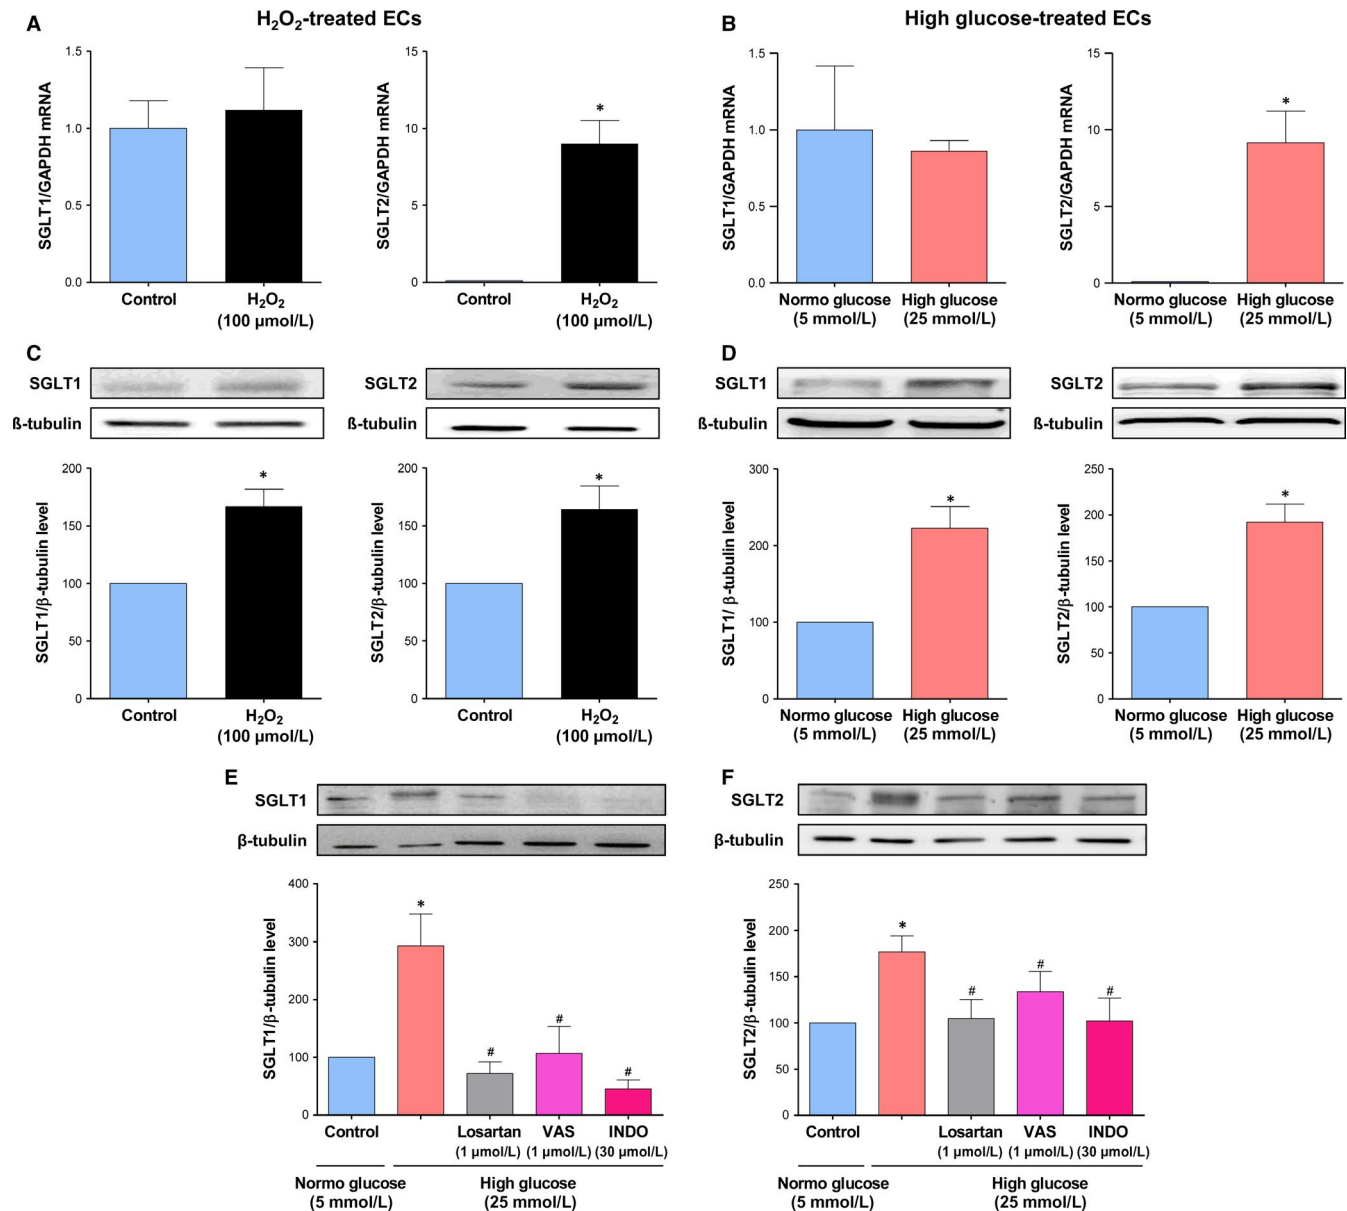 H₂O₂-treated ECs
High glucose-treated ECs
A
SGLT1/GAPDH mRNA
1.5
1.0
0.5
0.0
Control
H₂O₂
(100 µmol/L)
SGLT2/GAPDH mRNA
15
10
5
0
Control
H₂O₂
(100 µmol/L)
*
B
SGLT1/GAPDH mRNA
1.5
1.0
0.5
0.0
Normo glucose
(5 mmol/L)
High glucose
(25 mmol/L)
SGLT2/GAPDH mRNA
15
10
5
0
Normo glucose
(5 mmol/L)
High glucose
(25 mmol/L)
*
C
SGLT1
ß-tubulin
SGLT1/β-tubulin level
200
150
100
50
0
*
Control
H₂O₂
(100 µmol/L)
SGLT2
SGLT2/β-tubulin level
200
150
100
50
0
*
Control
H₂O₂
(100 µmol/L)
D
SGLT1
ß-tubulin
SGLT1/ β-tubulin level
300
200
100
0
*
Normo glucose
(5 mmol/L)
High glucose
(25 mmol/L)
SGLT2
SGLT2/β-tubulin level
250
200
150
100
50
0
*
Normo glucose
(5 mmol/L)
High glucose
(25 mmol/L)
E
SGLT1
β-tubulin
SGLT1/β-tubulin level
400
300
200
100
0
*
#
#
#
Control
Losartan
(1 µmol/L)
VAS
(1 µmol/L)
INDO
(30 µmol/L)
Normo glucose
(5 mmol/L)
High glucose
(25 mmol/L)
F
SGLT2
β-tubulin
SGLT2/β-tubulin level
250
200
150
100
50
0
*
#
#
#
Control
Losartan
(1 µmol/L)
VAS
(1 µmol/L)
INDO
(30 µmol/L)
Normo glucose
(5 mmol/L)
High glucose
(25 mmol/L)